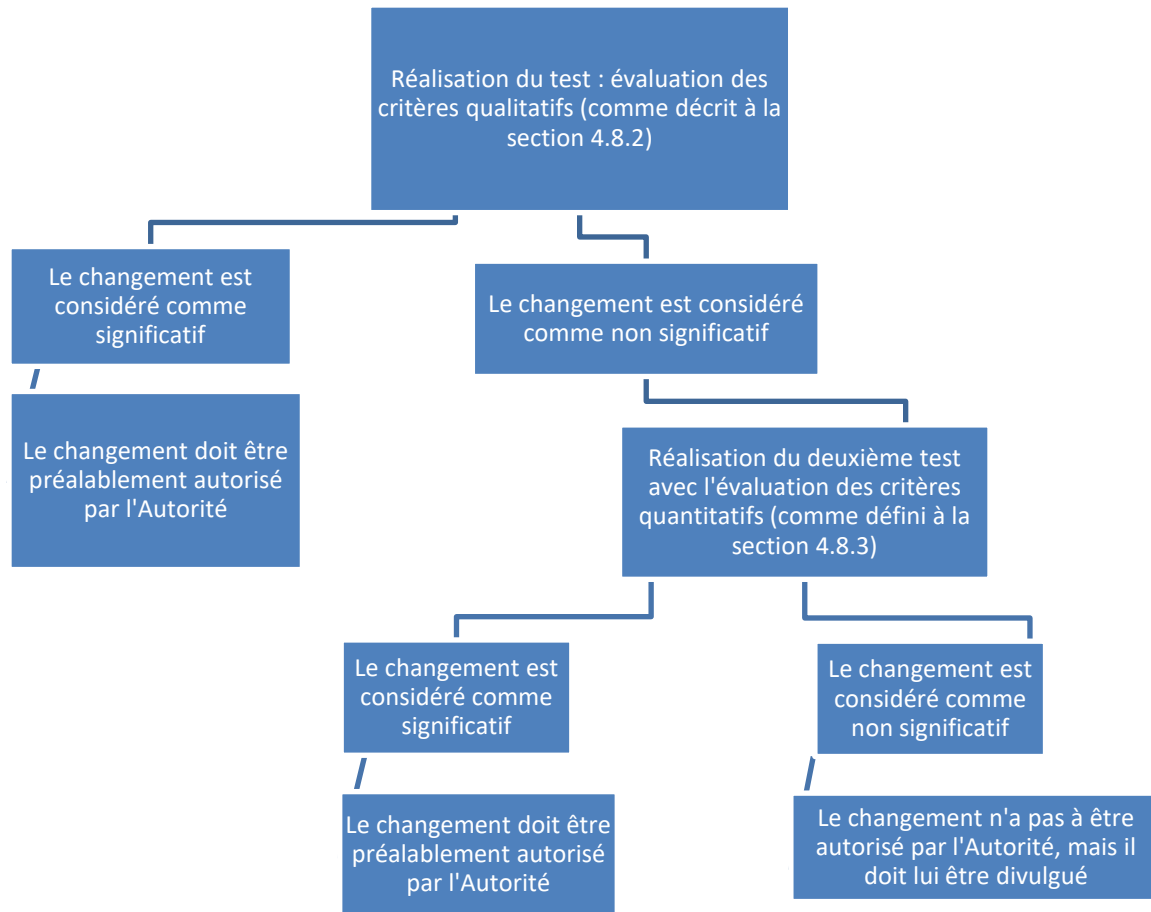 Réalisation du test : évaluation des
critères qualitatifs (comme décrit à la
section 4.8.2)
Le changement est
considéré comme
significatif
Le changement est considéré
comme non significatif
Le changement doit être
préalablement autorisé
par l'Autorité
Réalisation du deuxième test
avec l'évaluation des critères
quantitatifs (comme défini à la
section 4.8.3)
Le changement est
considéré comme
significatif
Le changement est
considéré comme
non significatif
Le changement doit être
préalablement autorisé
par l'Autorité
Le changement n'a pas à être
autorisé par l'Autorité, mais il
doit lui être divulgué